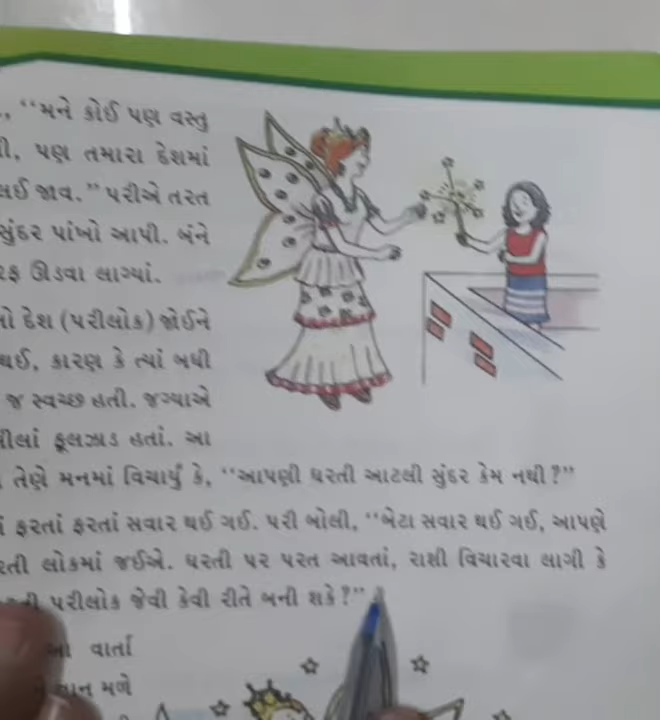 “મને કોઈ પણ વસ્તુ
પણ તમારા દેશમાં
લઈ જાવ.” પરીએ તરત
સુંદર પાંખો આપી. બંને
ઊડવા લાગ્યાં.
દેશ (પરીલોક) જોઈને
થઈ, કારણ કે ત્યાં બધી
જ સ્વચ્છ હતી. જગ્યાએ
ફૂલઝાડ હતાં. આ
તેણે મનમાં વિચાર્યું કે, “આપણી ધરતી આટલી સુંદર કેમ નથી?”
ફરતાં ફરતાં સવાર થઈ ગઈ. પરી બોલી, “બેટા સવાર થઈ ગઈ, આપણે
લોકમાં જઈએ. ધરતી પર પરત આવતાં, રાશી વિચારવા લાગી કે
પરીલોક જેવી કેવી રીતે બની શકે?”
વાર્તા
મળે